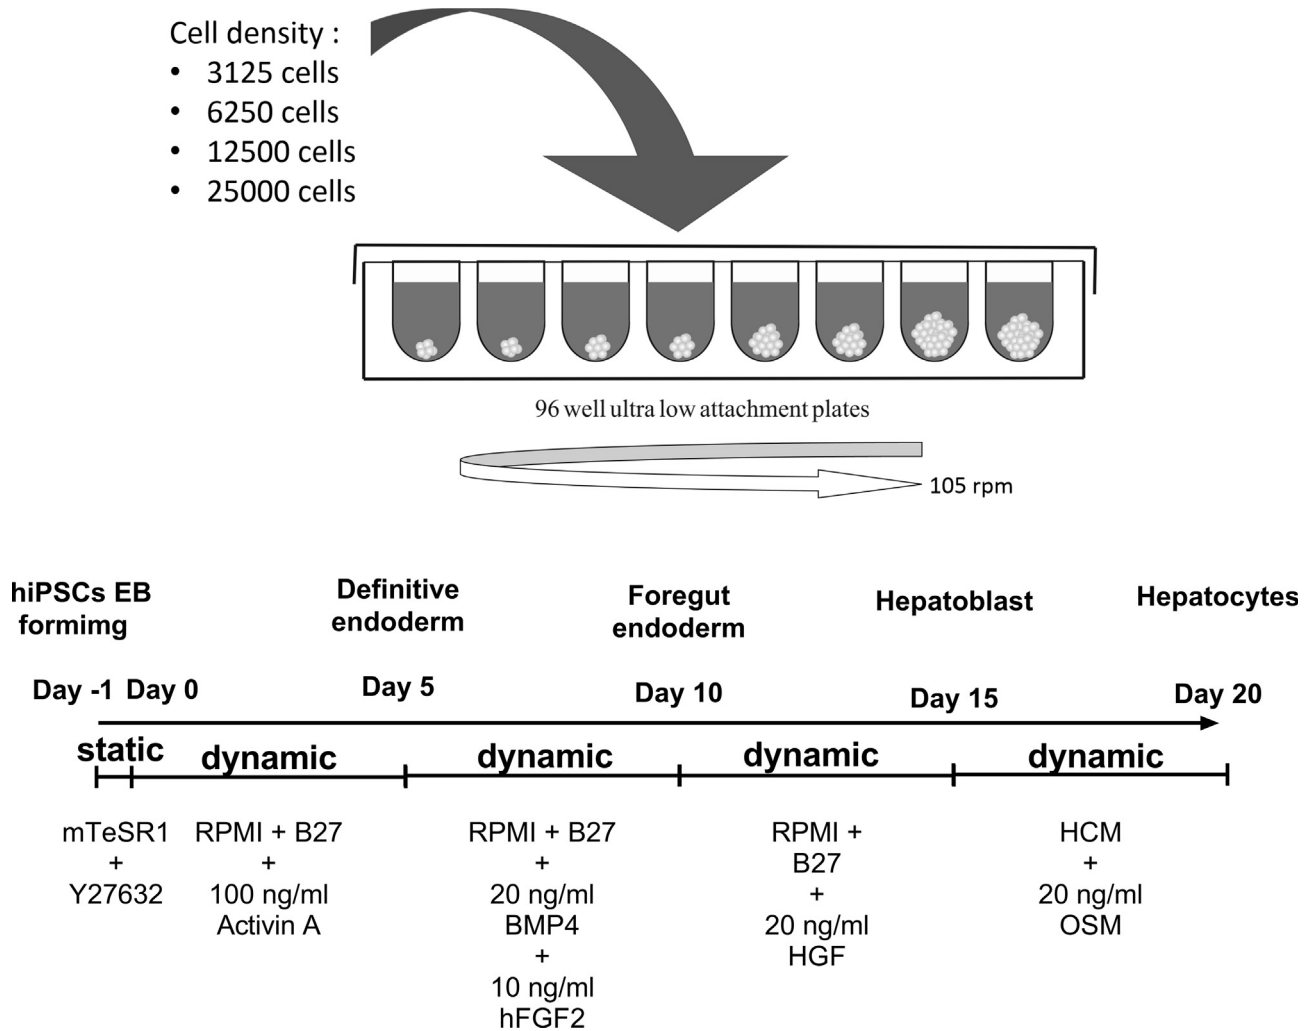 Cell density :
• 3125 cells
• 6250 cells
• 12500 cells
• 25000 cells
96 well ultra low attachment plates
105 rpm
hiPSCs EB
formimg
Definitive
endoderm
Foregut
endoderm
Hepatoblast
Hepatocytes
Day -1 Day 0
Day 5
Day 10
Day 15
Day 20
static
dynamic
dynamic
dynamic
dynamic
mTeSR1
+
Y27632
RPMI + B27
+
100 ng/ml
Activin A
RPMI + B27
+
20 ng/ml
BMP4
+
10 ng/ml
hFGF2
RPMI +
B27
+
20 ng/ml
HGF
HCM
+
20 ng/ml
OSM